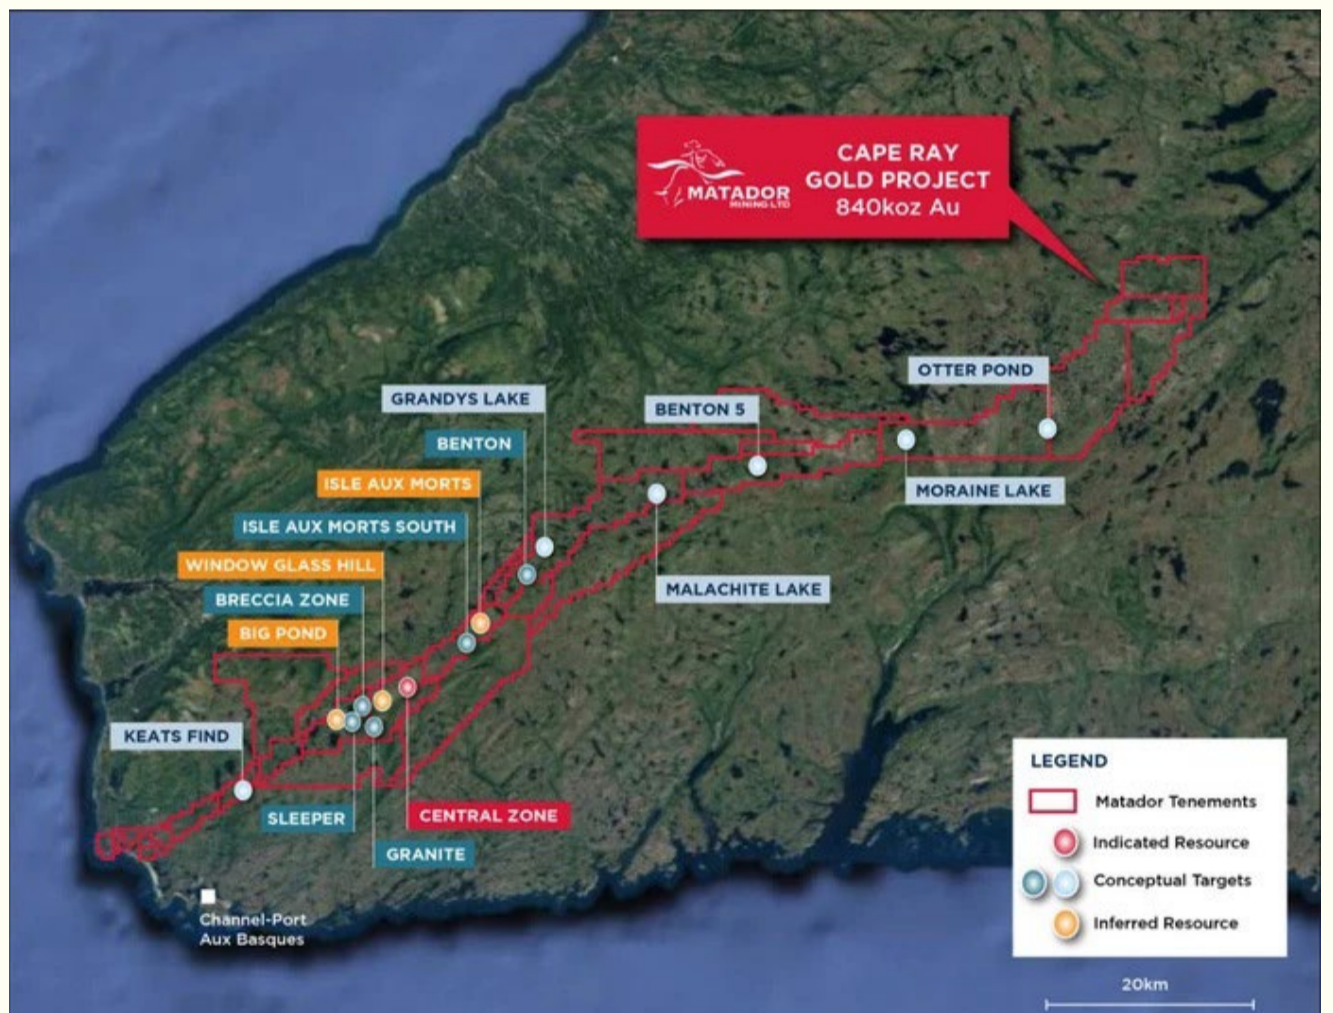 CAPE RAY
GOLD PROJECT
840koz Au
MATADOR
MINING LTD
OTTER POND
GRANDYS LAKE
BENTON 5
BENTON
ISLE AUX MORTS
MORAINE LAKE
ISLE AUX MORTS SOUTH
WINDOW GLASS HILL
MALACHITE LAKE
BRECCIA ZONE
BIG POND
KEATS FIND
SLEEPER
CENTRAL ZONE
GRANITE
Channel-Port
Aux Basques
LEGEND
Matador Tenements
Indicated Resource
Conceptual Targets
Inferred Resource
20km